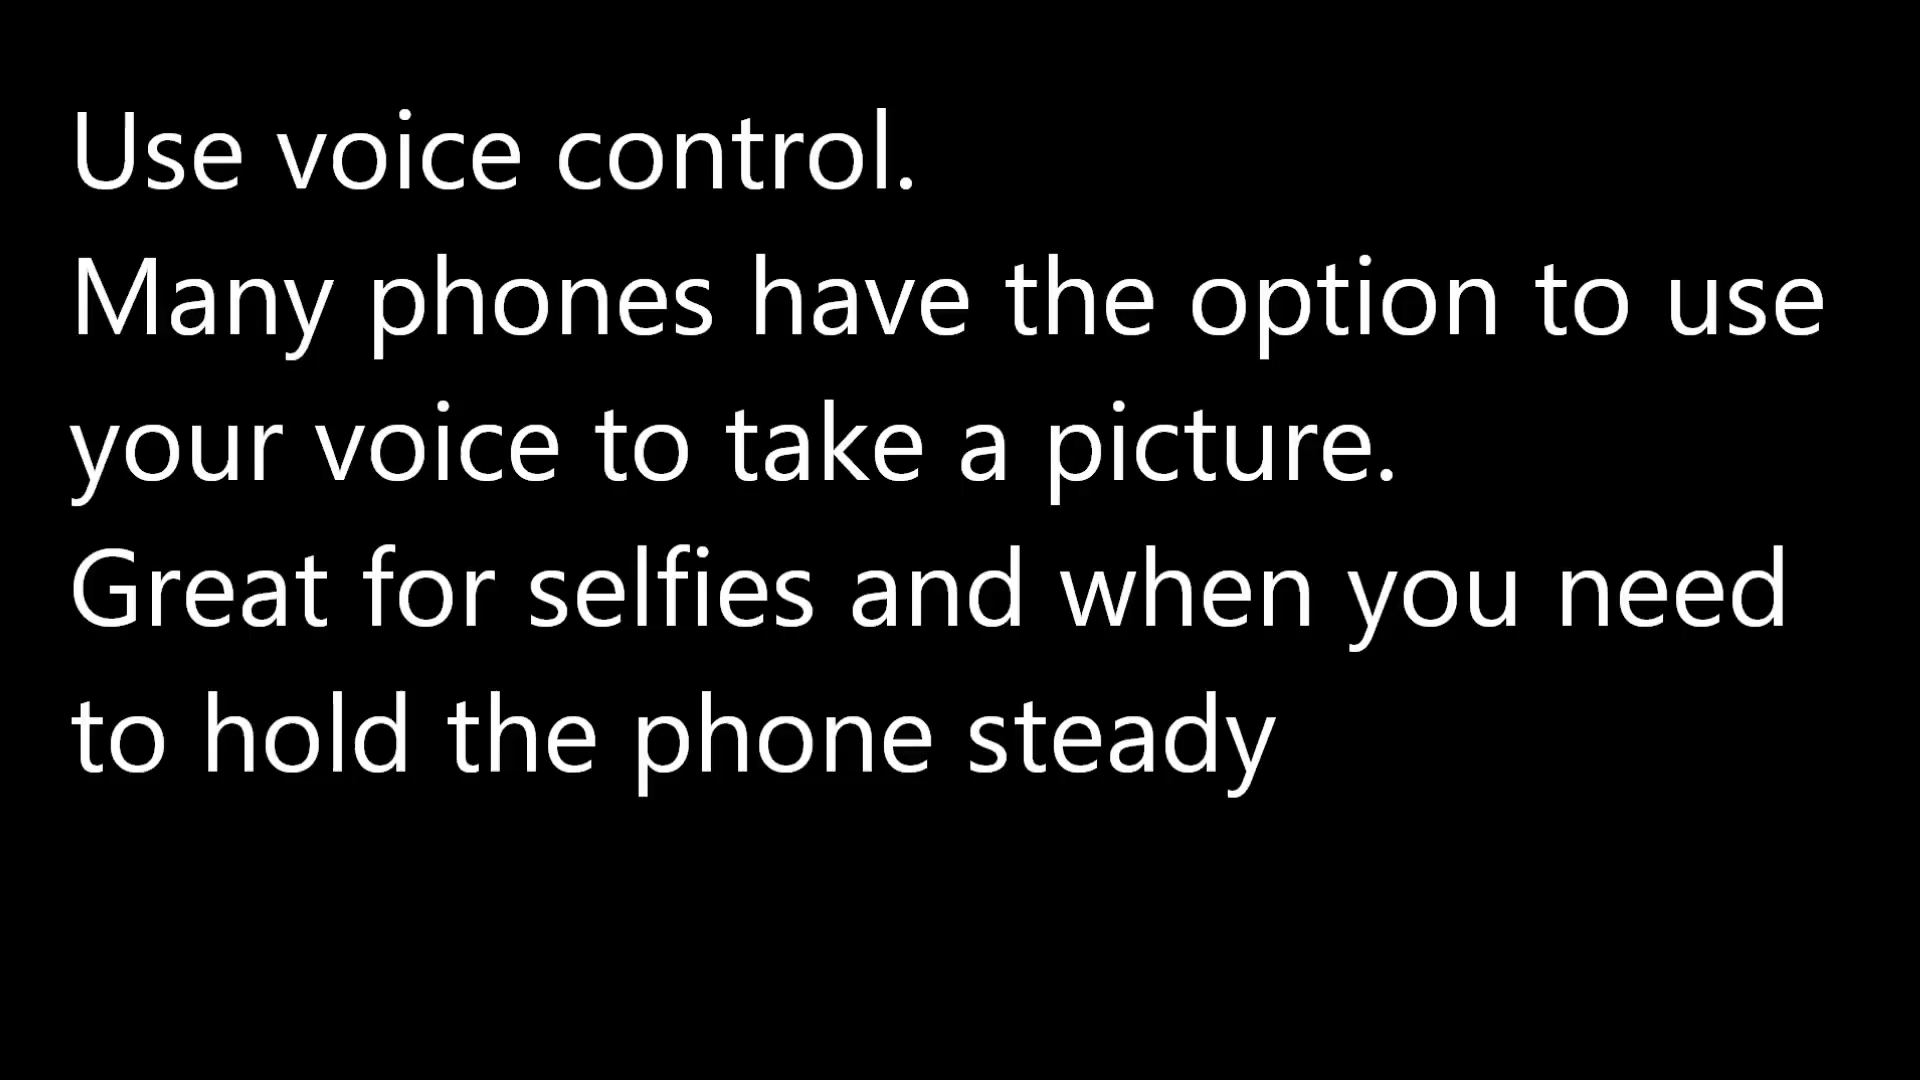 Use voice control.
Many phones have the option to use
your voice to take a picture.
Great for selfies and when you need
to hold the phone steady